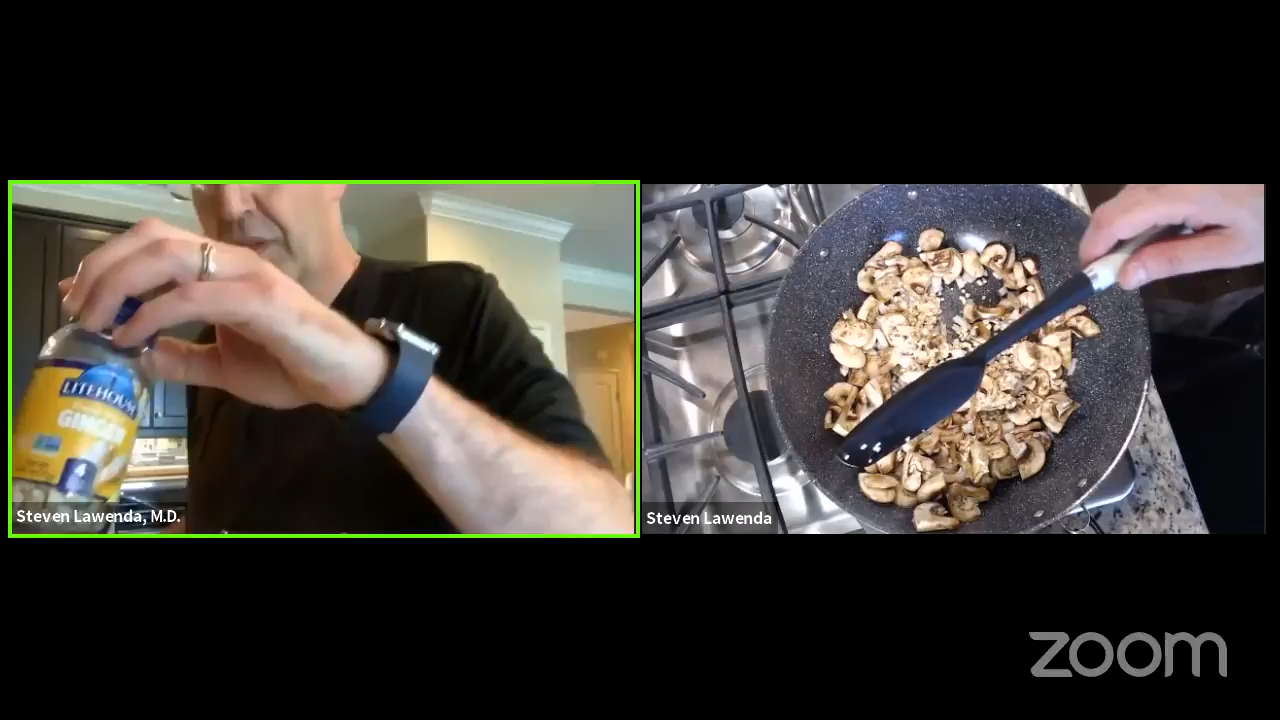 LITEHOUSE
GINGER
4
Steven Lawenda, M.D.
Steven Lawenda
zoom